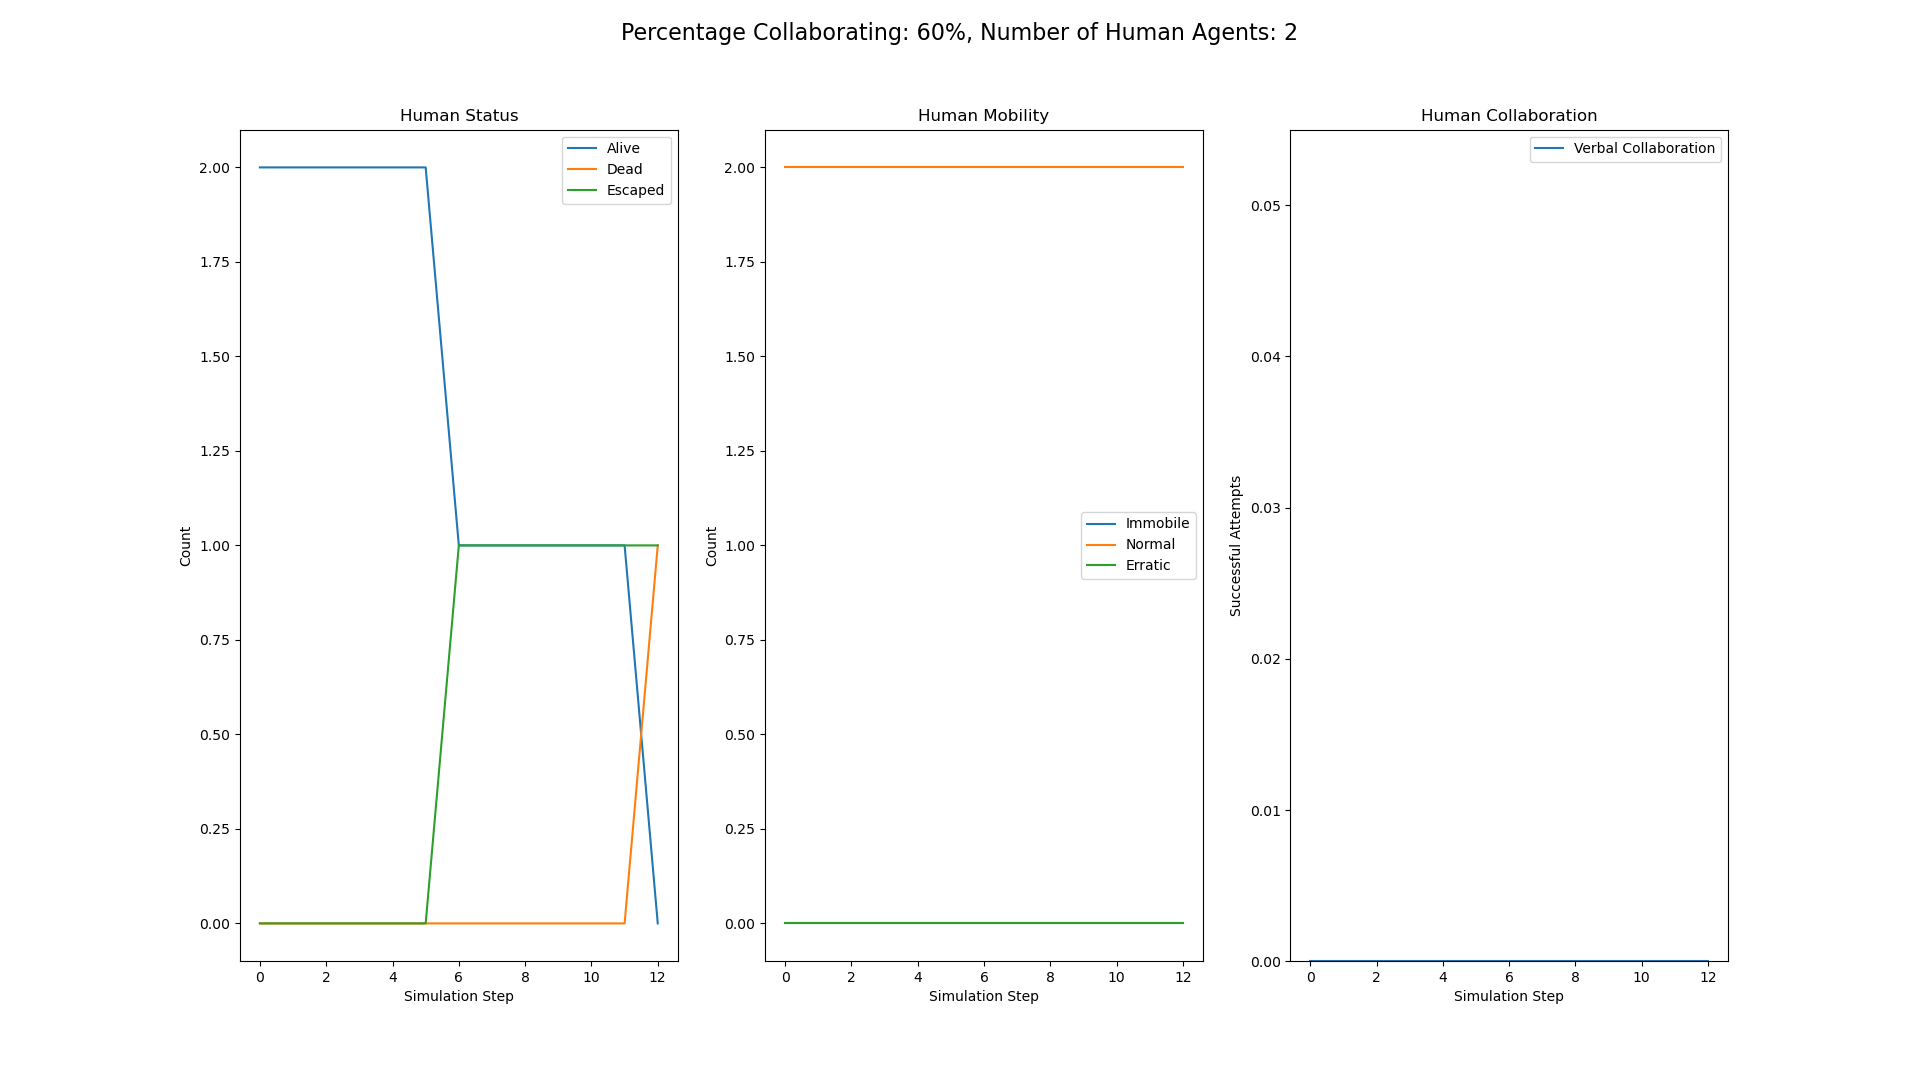 Percentage Collaborating: 60%, Number of Human Agents: 2
Human Status
Alive
Dead
Escaped
2.00
1.75
1.50
1.25
1.00
0.75
0.50
0.25
0.00
Count
0 2 4 6 8 10 12
Simulation Step
Human Mobility
Immobile
Normal
Erratic
2.00
1.75
1.50
1.25
1.00
0.75
0.50
0.25
0.00
Count
0 2 4 6 8 10 12
Simulation Step
Human Collaboration
Verbal Collaboration
0.05
0.04
0.03
0.02
0.01
0.00
Successful Attempts
0 2 4 6 8 10 12
Simulation Step